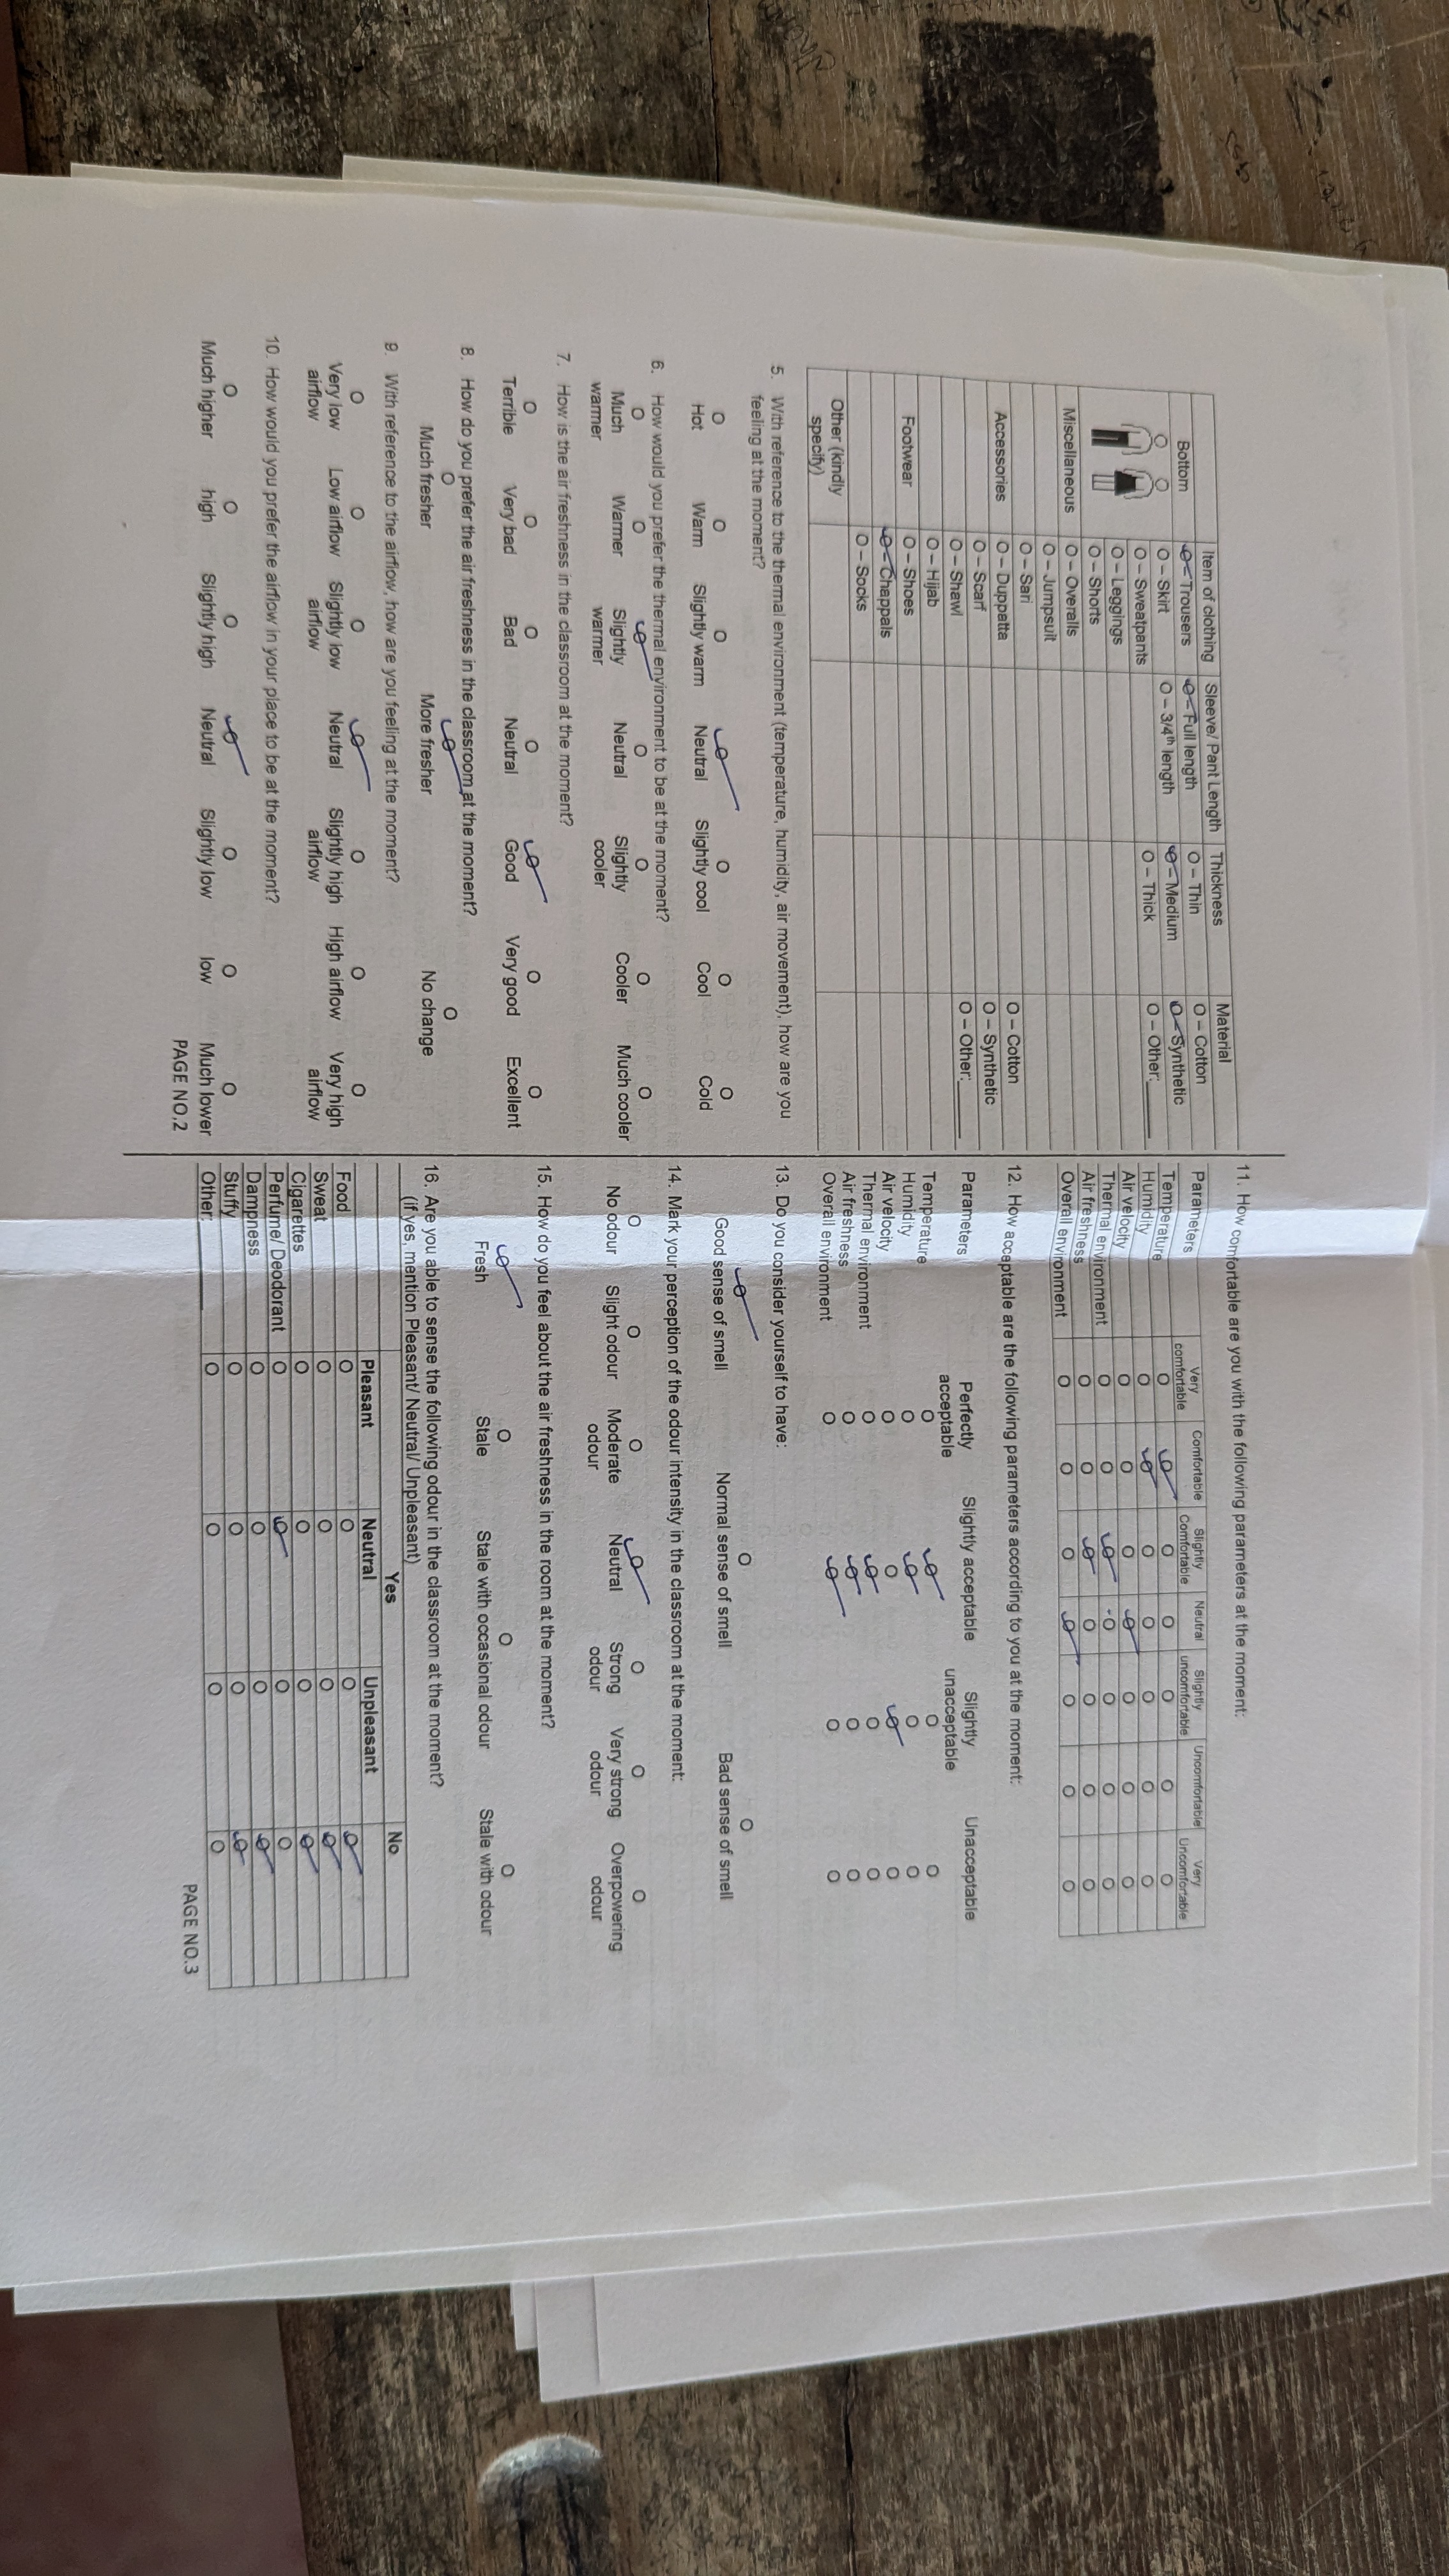 Item of clothing Sleeve/ Pant Length Thickness Material
Bottom O – Trousers O – Full length O – Thin O – Cotton
O – Skirt O – 3/4th length O – Medium O – Synthetic
O – Sweatpants O – Thick O – Other:______
O – Leggings
O – Shorts
Miscellaneous O – Overalls
O – Jumpsuit
O – Sari
Accessories O – Duppatta O – Cotton
O – Scarf O – Synthetic
O – Shawl O – Other:______
O – Hijab
Footwear O – Shoes
O – Chappals
O – Socks
Other (kindly
specify)
5. With reference to the thermal environment (temperature, humidity, air movement), how are you
feeling at the moment?
O O O O O O O
Hot Warm Slightly warm Neutral Slightly cool Cool Cold
6. How would you prefer the thermal environment to be at the moment?
O O O O O O O
Much Warmer Slightly Neutral Slightly Cooler Much cooler
warmer warmer cooler
7. How is the air freshness in the classroom at the moment?
O O O O O O O
Terrible Very bad Bad Neutral Good Very good Excellent
8. How do you prefer the air freshness in the classroom at the moment?
O O O
Much fresher More fresher No change
9. With reference to the airflow, how are you feeling at the moment?
O O O O O O O
Very low Low airflow Slightly low Neutral Slightly high High airflow Very high
airflow airflow airflow airflow
10. How would you prefer the airflow in your place to be at the moment?
O O O O O O O
Much higher high Slightly high Neutral Slightly low low Much lower
PAGE NO.2
11. How comfortable are you with the following parameters at the moment:
Parameters Very Comfortable Slightly Neutral Slightly Uncomfortable Very
comfortable Comfortable uncomfortable Uncomfortable
Temperature O O O O O O O
Humidity O O O O O O O
Air velocity O O O O O O O
Thermal environment O O O O O O O
Air freshness O O O O O O O
Overall environment O O O O O O O
12. How acceptable are the following parameters according to you at the moment:
Parameters Perfectly Slightly acceptable Slightly Unacceptable
acceptable unacceptable
Temperature O O O O
Humidity O O O O
Air velocity O O O O
Thermal environment O O O O
Air freshness O O O O
Overall environment O O O O
13. Do you consider yourself to have:
O O O
Good sense of smell Normal sense of smell Bad sense of smell
14. Mark your perception of the odour intensity in the classroom at the moment:
O O O O O O O
No odour Slight odour Moderate Neutral Strong Very strong Overpowering
odour odour odour odour
15. How do you feel about the air freshness in the room at the moment?
O O O O
Fresh Stale Stale with occasional odour Stale with odour
16. Are you able to sense the following odour in the classroom at the moment?
(if yes, mention Pleasant/ Neutral/ Unpleasant)
Yes No
Pleasant Neutral Unpleasant
Food O O O O
Sweat O O O O
Cigarettes O O O O
Perfume/ Deodorant O O O O
Dampness O O O O
Stuffy O O O O
Other:________ O O O O
PAGE NO.3